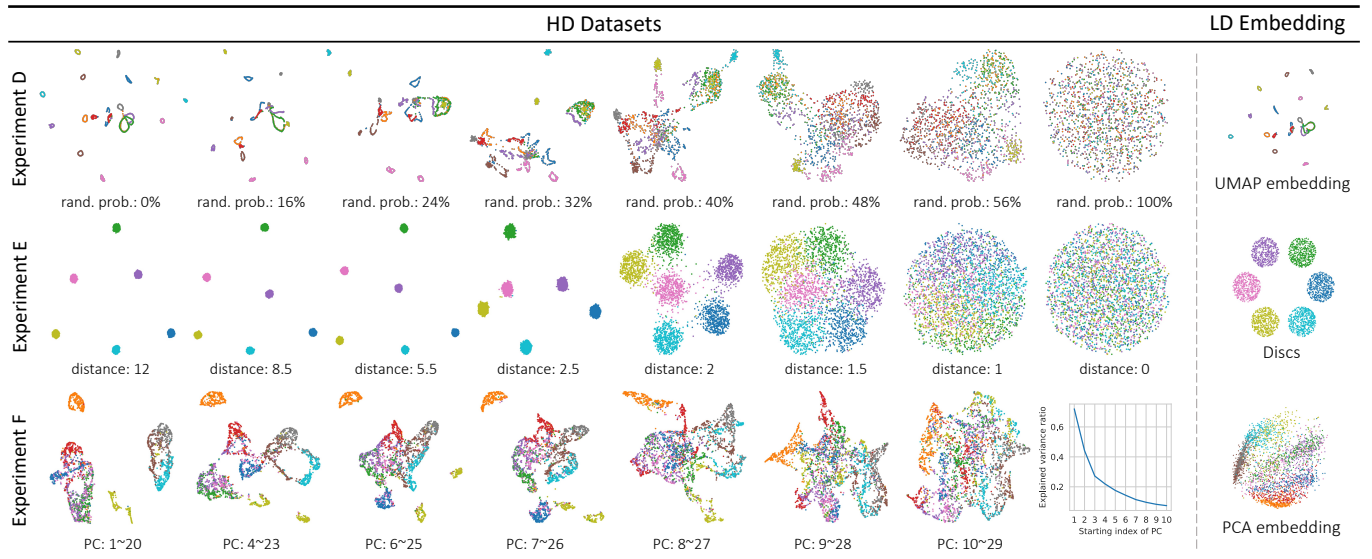 HD Datasets
LD Embedding
Experiment D
rand. prob.: 0%
rand. prob.: 16%
rand. prob.: 24%
rand. prob.: 32%
rand. prob.: 40%
rand. prob.: 48%
rand. prob.: 56%
rand. prob.: 100%
UMAP embedding
Experiment E
distance: 12
distance: 8.5
distance: 5.5
distance: 2.5
distance: 2
distance: 1.5
distance: 1
distance: 0
Discs
Experiment F
PC: 1~20
PC: 4~23
PC: 6~25
PC: 7~26
PC: 8~27
PC: 9~28
PC: 10~29
Explained variance ratio
0,6
0.4
0.2
1 2 3 4 5 6 7 8 9 10
Starting index of PC
PCA embedding